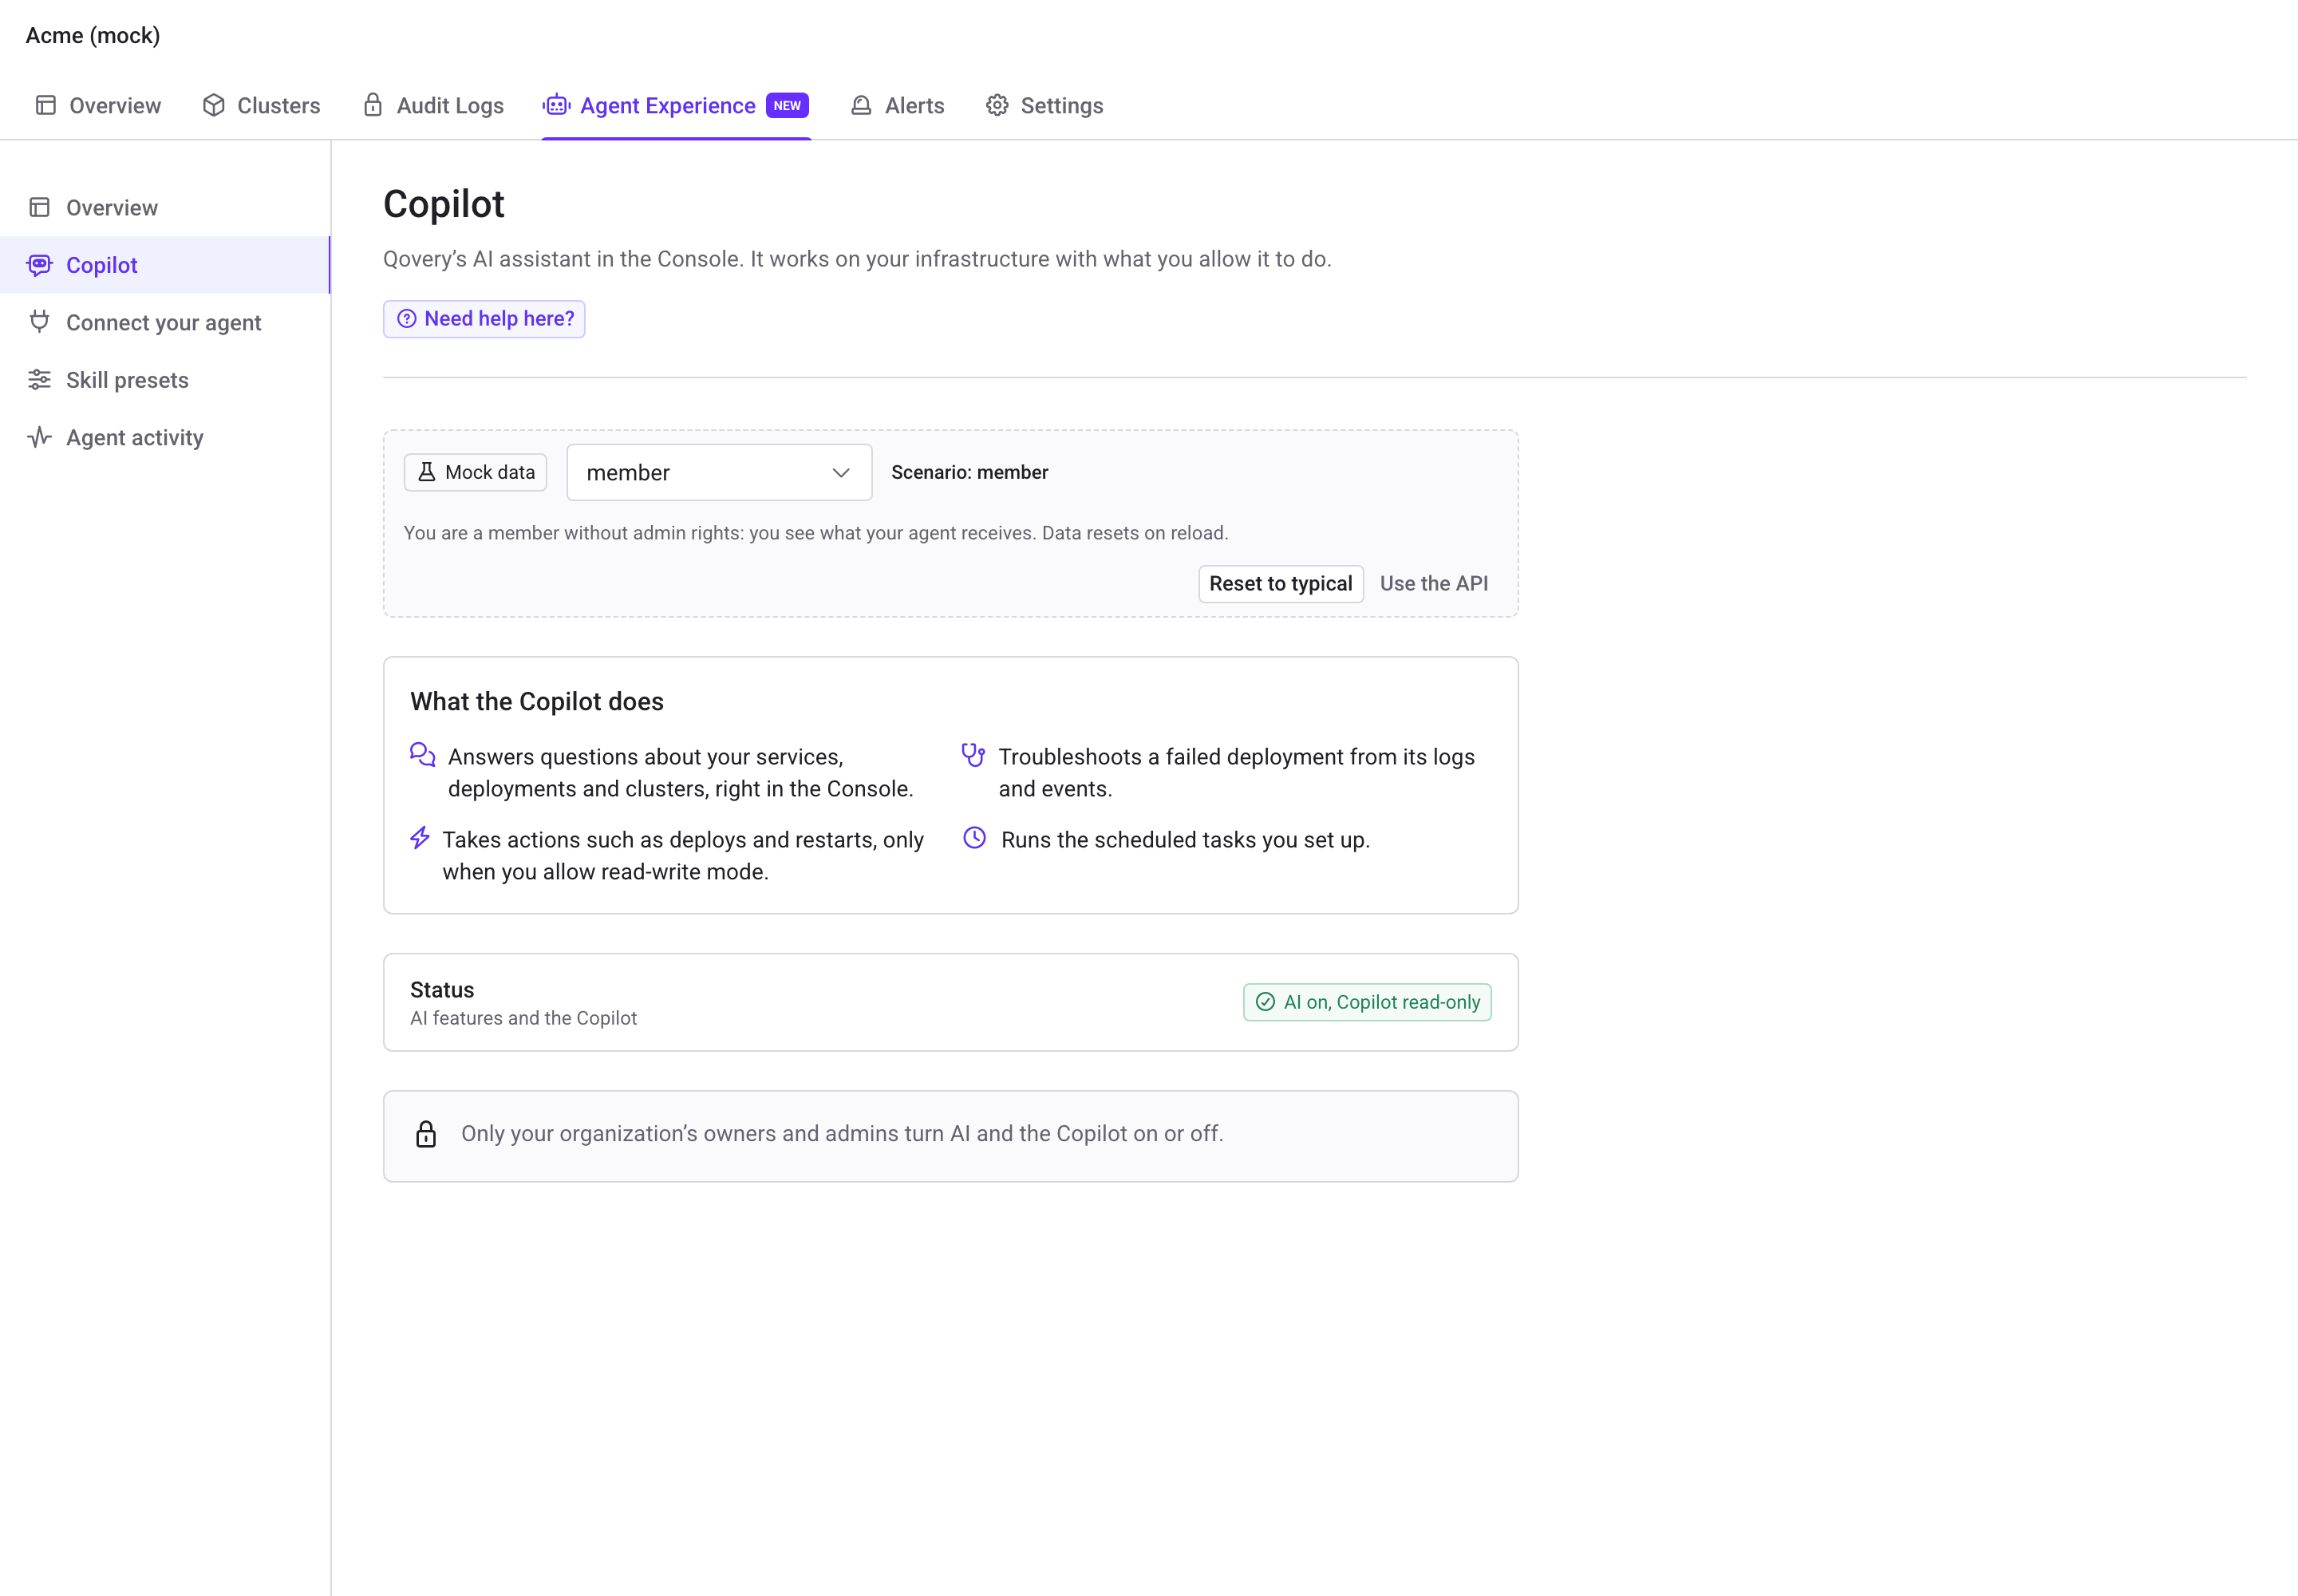 Acme (mock)
Overview
Clusters
Audit Logs
Agent Experience NEW
Alerts
Settings
Overview
Copilot
Connect your agent
Skill presets
Agent activity
Copilot
Qovery’s AI assistant in the Console. It works on your infrastructure with what you allow it to do.
Need help here?
Mock data
member
Scenario: member
You are a member without admin rights: you see what your agent receives. Data resets on reload.
Reset to typical
Use the API
What the Copilot does
Answers questions about your services,
deployments and clusters, right in the Console.
Troubleshoots a failed deployment from its logs
and events.
Takes actions such as deploys and restarts, only
when you allow read-write mode.
Runs the scheduled tasks you set up.
Status
AI features and the Copilot
AI on, Copilot read-only
Only your organization’s owners and admins turn AI and the Copilot on or off.